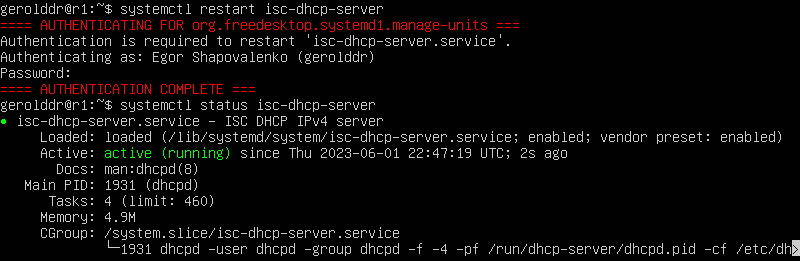 gerolddr@r1:~$ systemctl restart isc-dhcp-server
==== AUTHENTICATING FOR org.freedesktop.systemd1.manage-units ===
Authentication is required to restart 'isc-dhcp-server.service'.
Authenticating as: Egor Shapovalenko (gerolddr)
Password:
==== AUTHENTICATION COMPLETE ===
gerolddr@r1:~$ systemctl status isc-dhcp-server
● isc-dhcp-server.service - ISC DHCP IPv4 server
Loaded: loaded (/lib/systemd/system/isc-dhcp-server.service; enabled; vendor preset: enabled)
Active: active (running) since Thu 2023-06-01 22:47:19 UTC; 2s ago
Docs: man:dhcpd(8)
Main PID: 1931 (dhcpd)
Tasks: 4 (limit: 460)
Memory: 4.9M
CGroup: /system.slice/isc-dhcp-server.service
└─1931 dhcpd -user dhcpd -group dhcpd -f -4 -pf /run/dhcp-server/dhcpd.pid -cf /etc/dh>